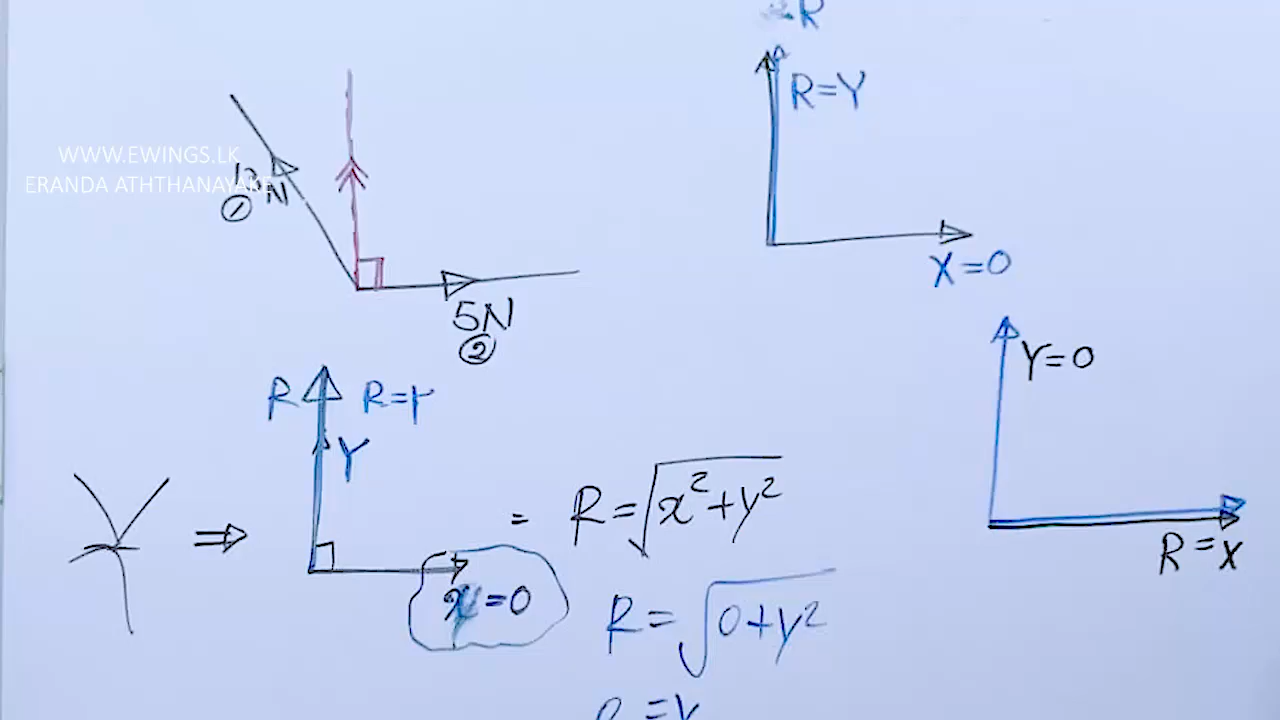 R
R=Y
WWW.EWINGS.LK
ERANDA ATHTHANAYAKE
N
①
X=0
5N
②
Y=0
R
R=Y
Y
R=√x²+y²
=
R=X
x=0
R=√0+y²
R=Y